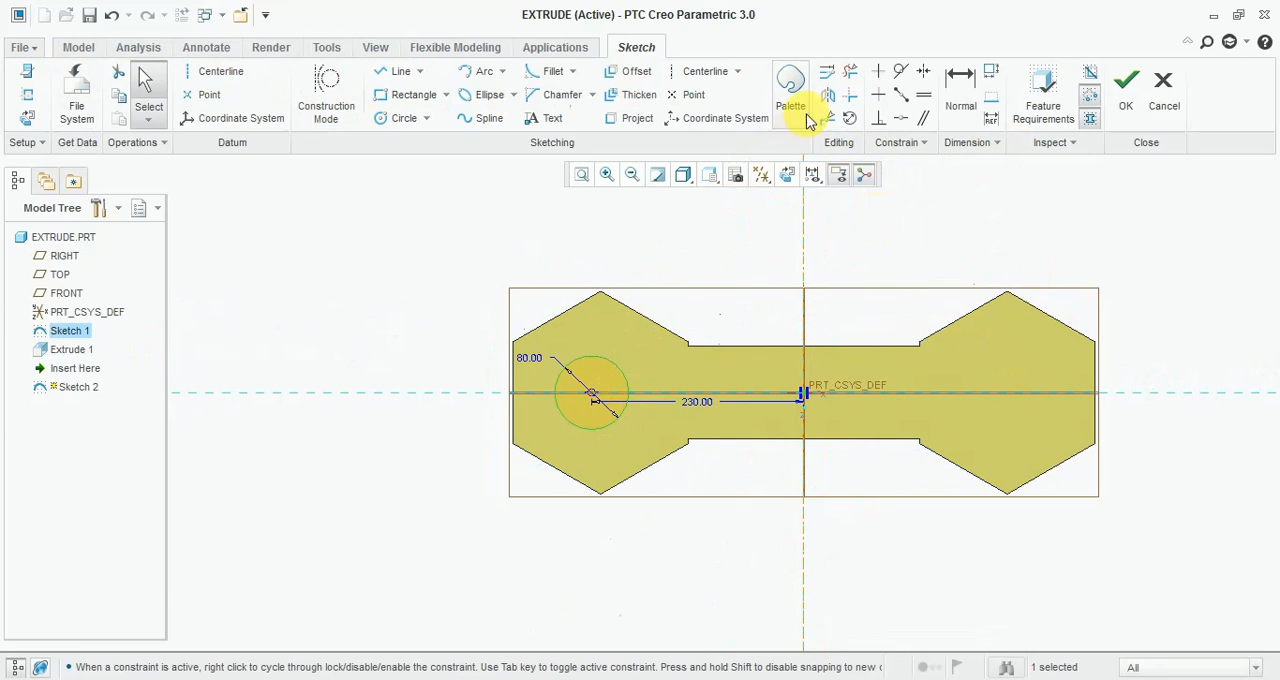 EXTRUDE (Active) - PTC Creo Parametric 3.0
File Model Analysis Annotate Render Tools View Flexible Modeling Applications Sketch
File System
Select
Centerline
Point
Coordinate System
Construction Mode
Line Arc Fillet Offset Centerline
Rectangle Ellipse Chamfer Thicken Point
Circle Spline Text Project Coordinate System
Palette
Normal
Feature Requirements
OK
Cancel
Setup Get Data Operations Datum Sketching Editing Constrain Dimension Inspect Close
Model Tree
EXTRUDE.PRT
RIGHT
TOP
FRONT
PRT_CSYS_DEF
Sketch 1
Extrude 1
Insert Here
Sketch 2
80.00
PRT_CSYS_DEF
230.00
• When a constraint is active, right click to cycle through lock/disable/enable the constraint. Use Tab key to toggle active constraint. Press and hold Shift to disable snapping to new
1 selected
All